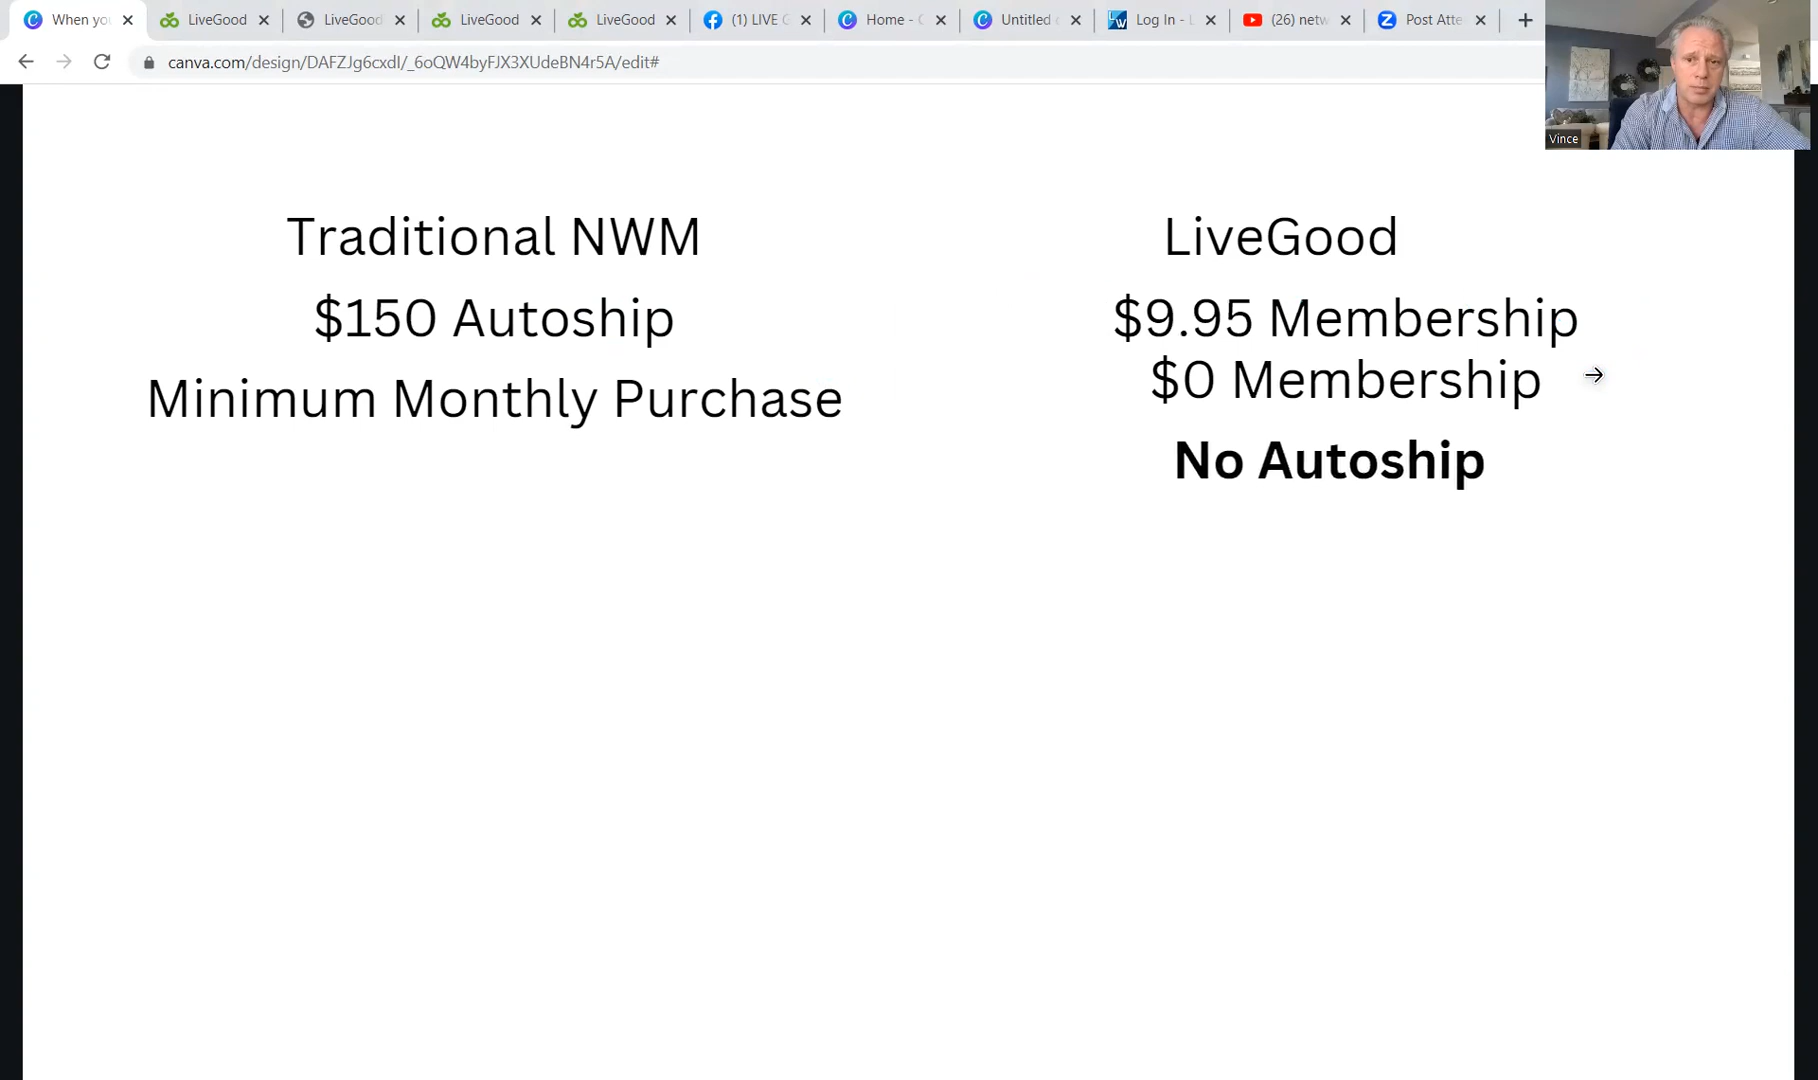 When you
LiveGood
LiveGood
LiveGood
LiveGood
(1) LIVE G
Home - C
Untitled
Log In - L
(26) netw
Post Atte
canva.com/design/DAFZJg6cxdI/_6oQW4byFJX3XUdeBN4r5A/edit#
Vince
Traditional NWM
$150 Autoship
Minimum Monthly Purchase
LiveGood
$9.95 Membership
$0 Membership
No Autoship